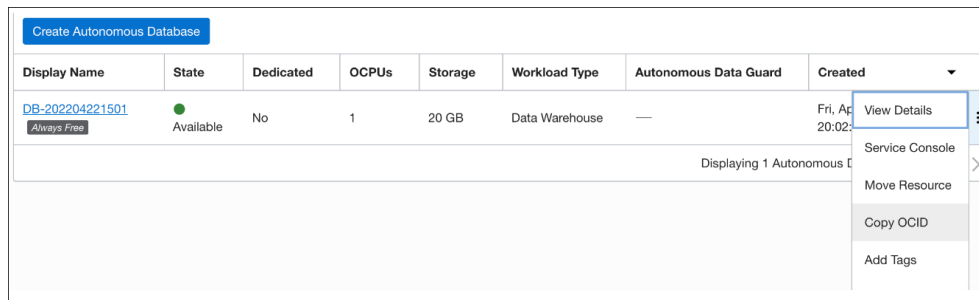 Create Autonomous Database
Display Name State Dedicated OCPUs Storage Workload Type Autonomous Data Guard Created
DB-202204221501
Always Free
Available
No
1
20 GB
Data Warehouse
—
Fri,
20:02:
Displaying 1 Autonomous
View Details
Service Console
Move Resource
Copy OCID
Add Tags